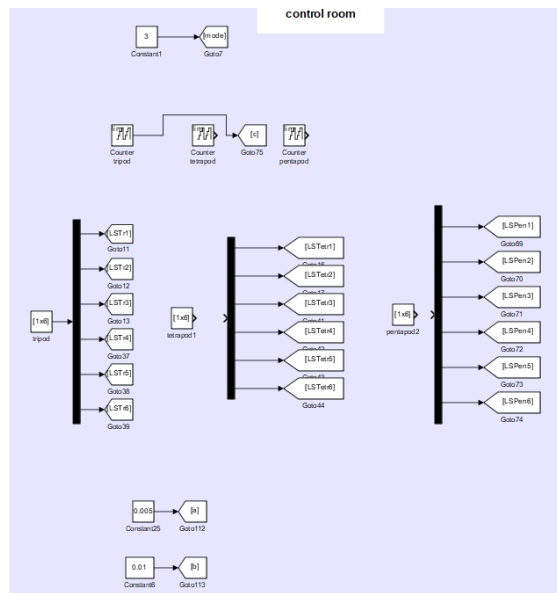 control room
3
[mode]
Constant1
Goto7
[c]
Counter
tripod
Counter
tetrapod
Goto75
Counter
pentapod
[LSTr1]
Goto11
[LSTr2]
Goto12
[LSTr3]
Goto13
[LSTr4]
Goto37
[LSTr5]
Goto38
[LSTr6]
Goto39
[1x6]
tripod
[1x6]
tetrapod1
[LSTetr1]
[LSTetr2]
[LSTetr3]
[LSTetr4]
[LSTetr5]
[LSTetr6]
Goto44
[1x6]
pentapod2
[LSPen1]
Goto69
[LSPen2]
Goto70
[LSPen3]
Goto71
[LSPen4]
Goto72
[LSPen5]
Goto73
[LSPen6]
Goto74
0.005
[a]
Constant25
Goto112
0.01
[b]
Constant6
Goto113